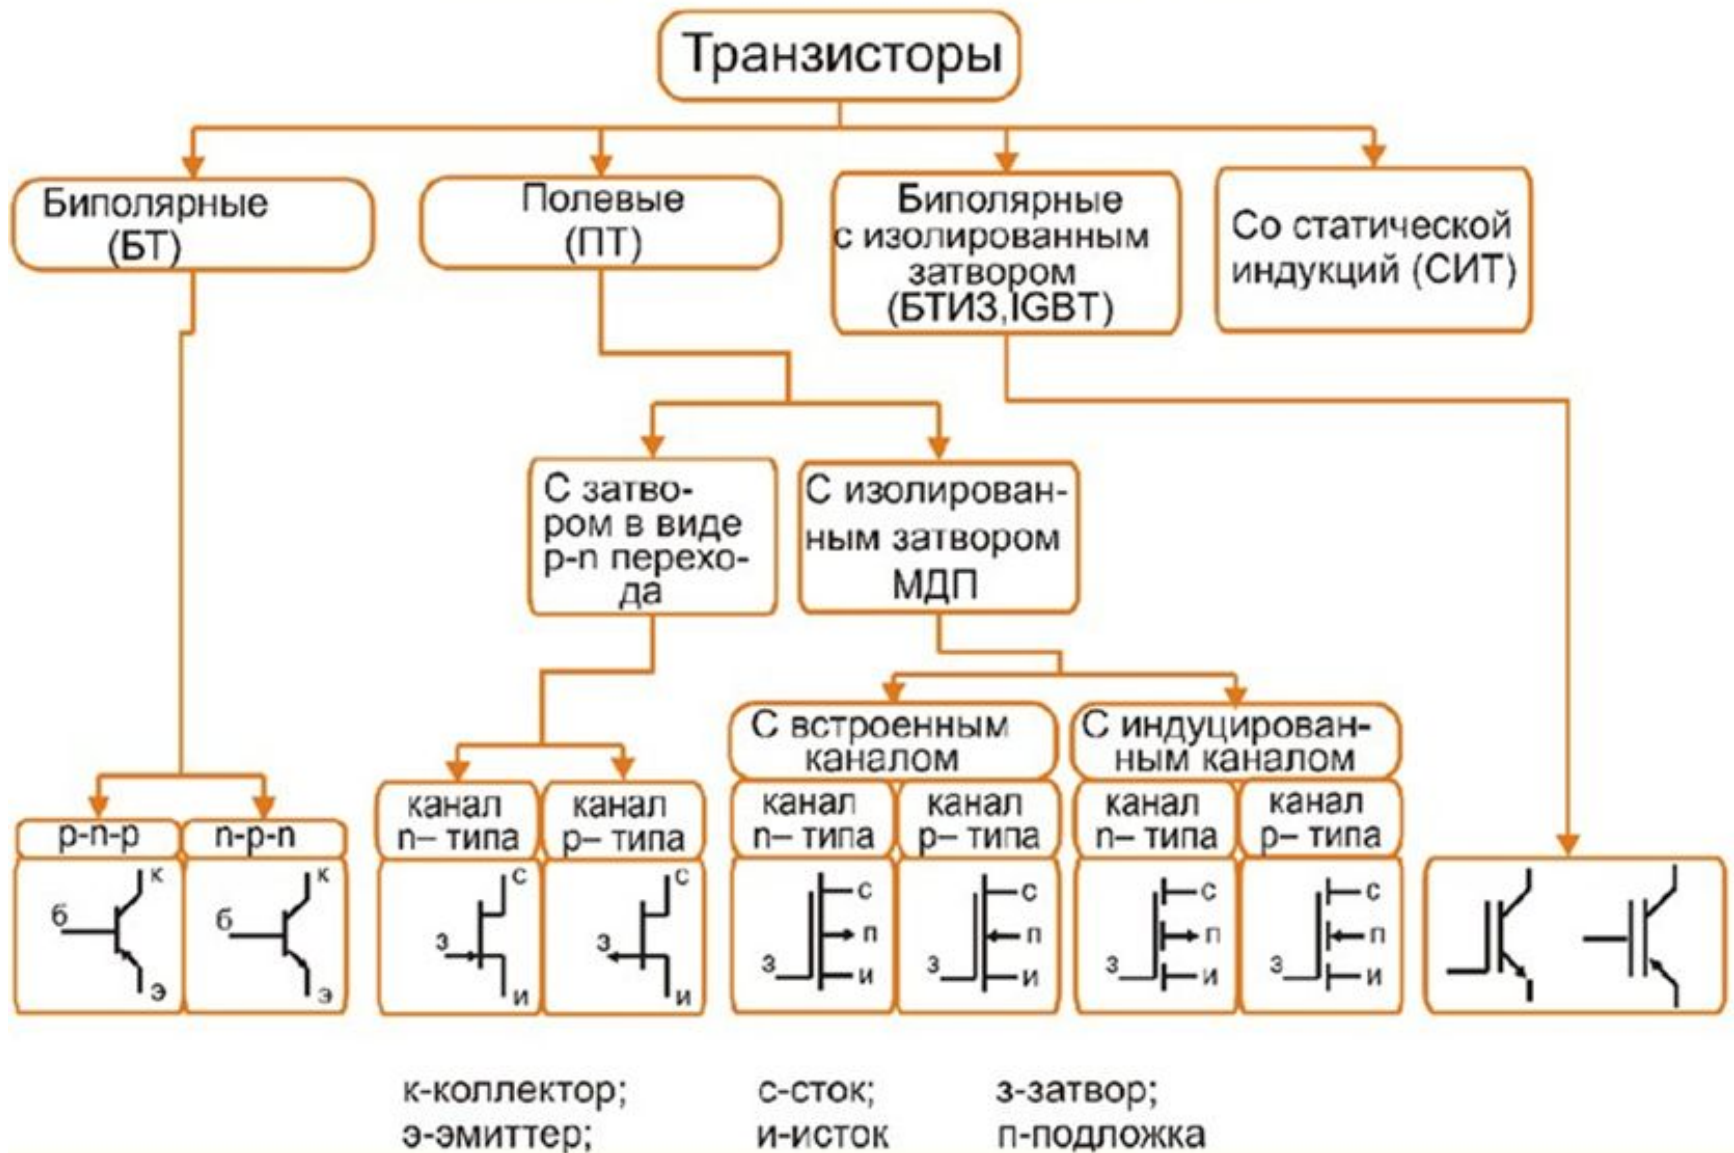 Транзисторы
Биполярные
(БТ)
Полевые
(ПТ)
Биполярные
с изолированным
затвором
(БТИЗ,IGBT)
Со статической
индукций (СИТ)
С затво-
ром в виде
p-n перехо-
да
С изолирован-
ным затвором
МДП
С встроенным
каналом
С индуцирован-
ным каналом
p-n-p
n-p-n
канал
n– типа
канал
p– типа
канал
n– типа
канал
p– типа
канал
n– типа
канал
p– типа
к
б
э
к
б
э
с
з
и
с
з
и
с
п
з
и
с
п
з
и
с
п
з
и
с
п
з
и
к-коллектор;
с-сток;
з-затвор;
э-эмиттер;
и-исток
п-подложка